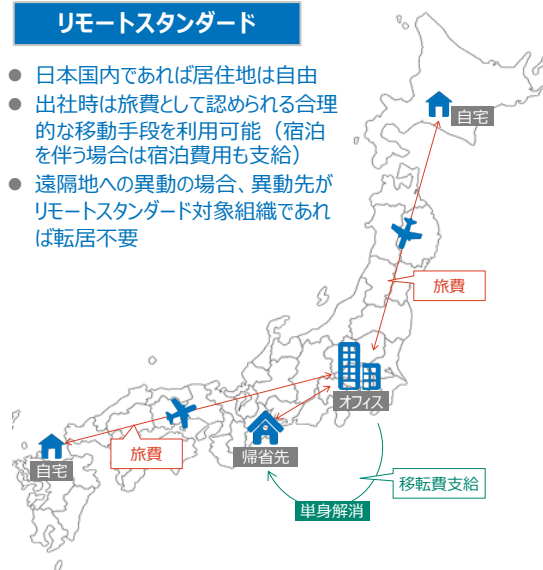 リモートスタンダード
● 日本国内であれば居住地は自由
● 出社時は旅費として認められる合理
的な移動手段を利用可能（宿泊
を伴う場合は宿泊費用も支給）
● 遠隔地への異動の場合、異動先が
リモートスタンダード対象組織であれ
ば転居不要
自宅
旅費
オフィス
帰省先
旅費
自宅
移転費支給
単身解消